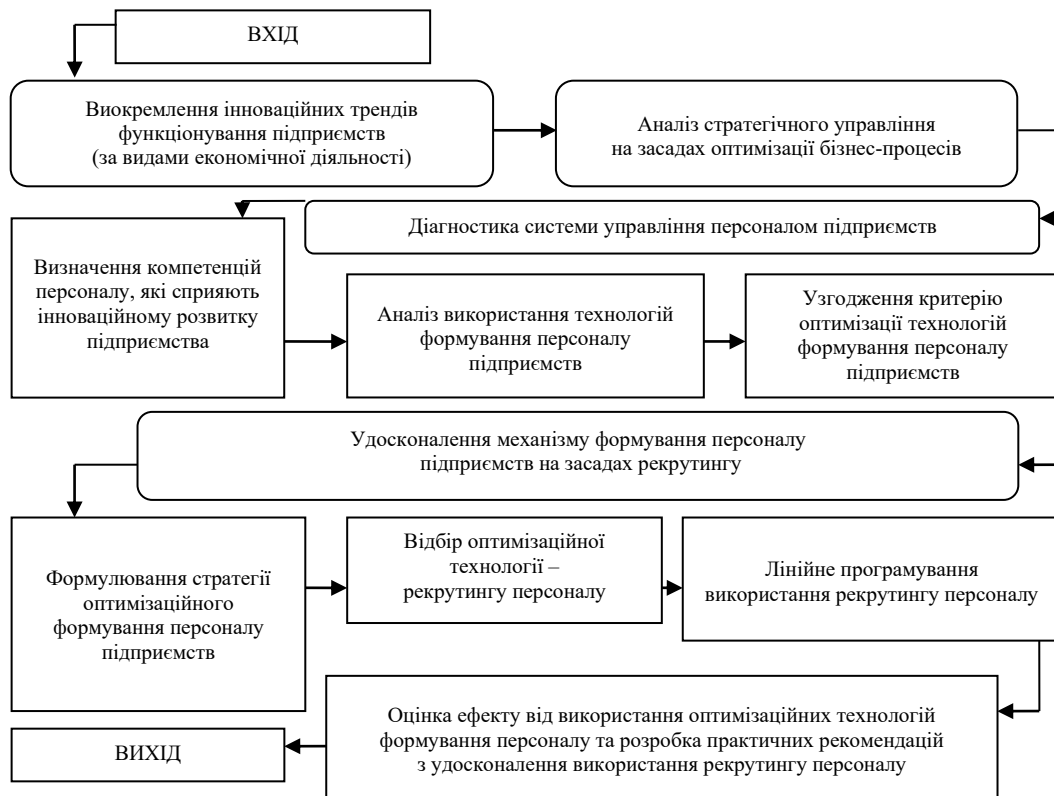 ВХІД
Виокремлення інноваційних трендів
функціонування підприємств
(за видами економічної діяльності)
Аналіз стратегічного управління
на засадах оптимізації бізнес-процесів
Діагностика системи управління персоналом підприємств
Визначення компетенцій
персоналу, які сприяють
інноваційному розвитку
підприємства
Аналіз використання технологій
формування персоналу
підприємств
Узгодження критерію
оптимізації технологій
формування персоналу
підприємств
Удосконалення механізму формування персоналу
підприємств на засадах рекрутингу
Формулювання стратегії
оптимізаційного
формування персоналу
підприємств
Відбір оптимізаційної
технології –
рекрутингу персоналу
Лінійне програмування
використання рекрутингу персоналу
Оцінка ефекту від використання оптимізаційних технологій
формування персоналу та розробка практичних рекомендацій
з удосконалення використання рекрутингу персоналу
ВИХІД